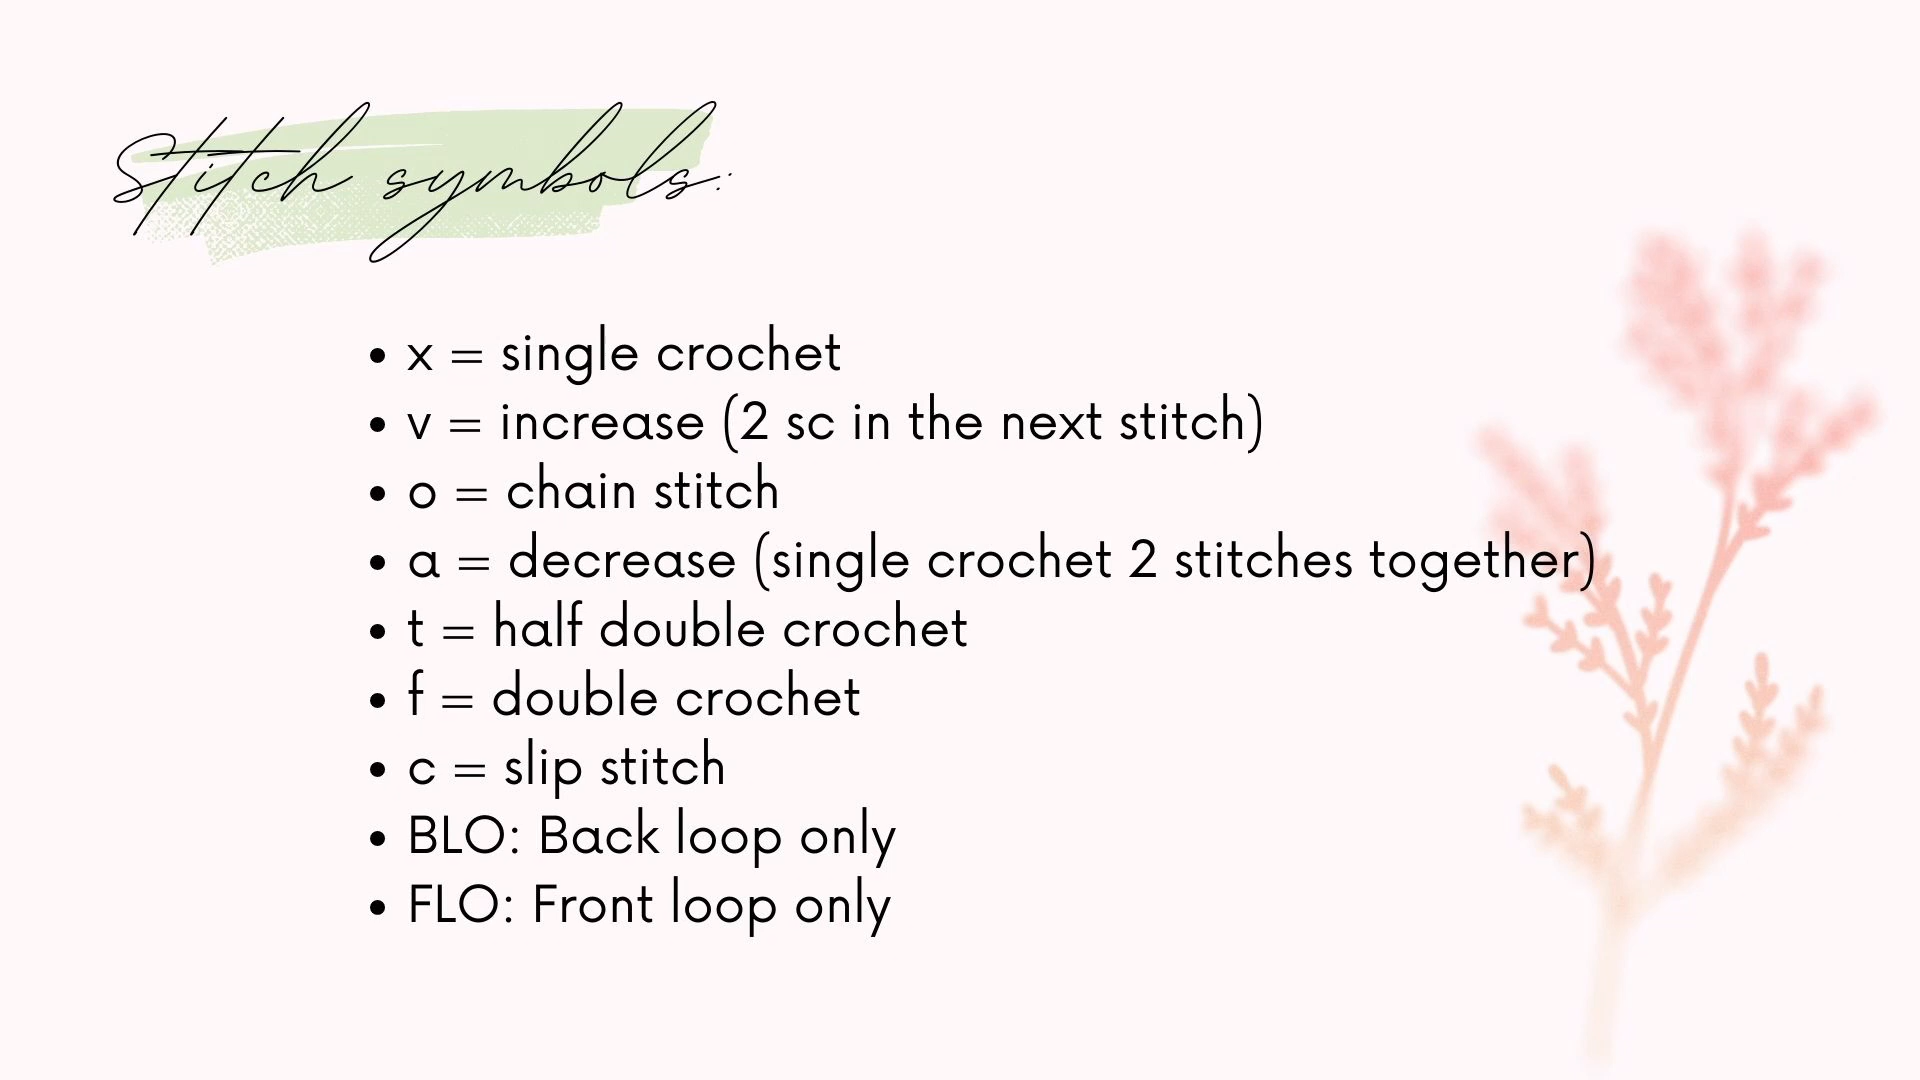 Stitch symbols:
• x = single crochet
• v = increase (2 sc in the next stitch)
• o = chain stitch
• a = decrease (single crochet 2 stitches together)
• t = half double crochet
• f = double crochet
• c = slip stitch
• BLO: Back loop only
• FLO: Front loop only